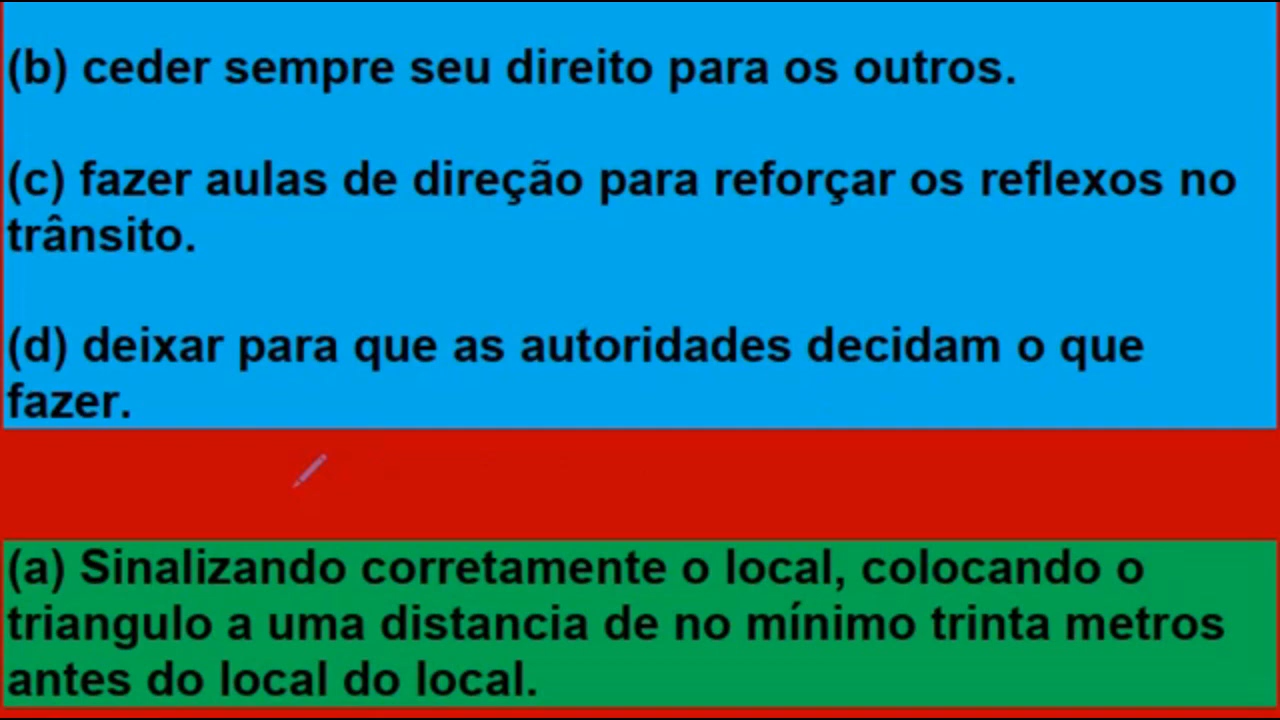 (b) ceder sempre seu direito para os outros.
(c) fazer aulas de direção para reforçar os reflexos no
trânsito.
(d) deixar para que as autoridades decidam o que
fazer.
(a) Sinalizando corretamente o local, colocando o
triangulo a uma distancia de no mínimo trinta metros
antes do local do local.